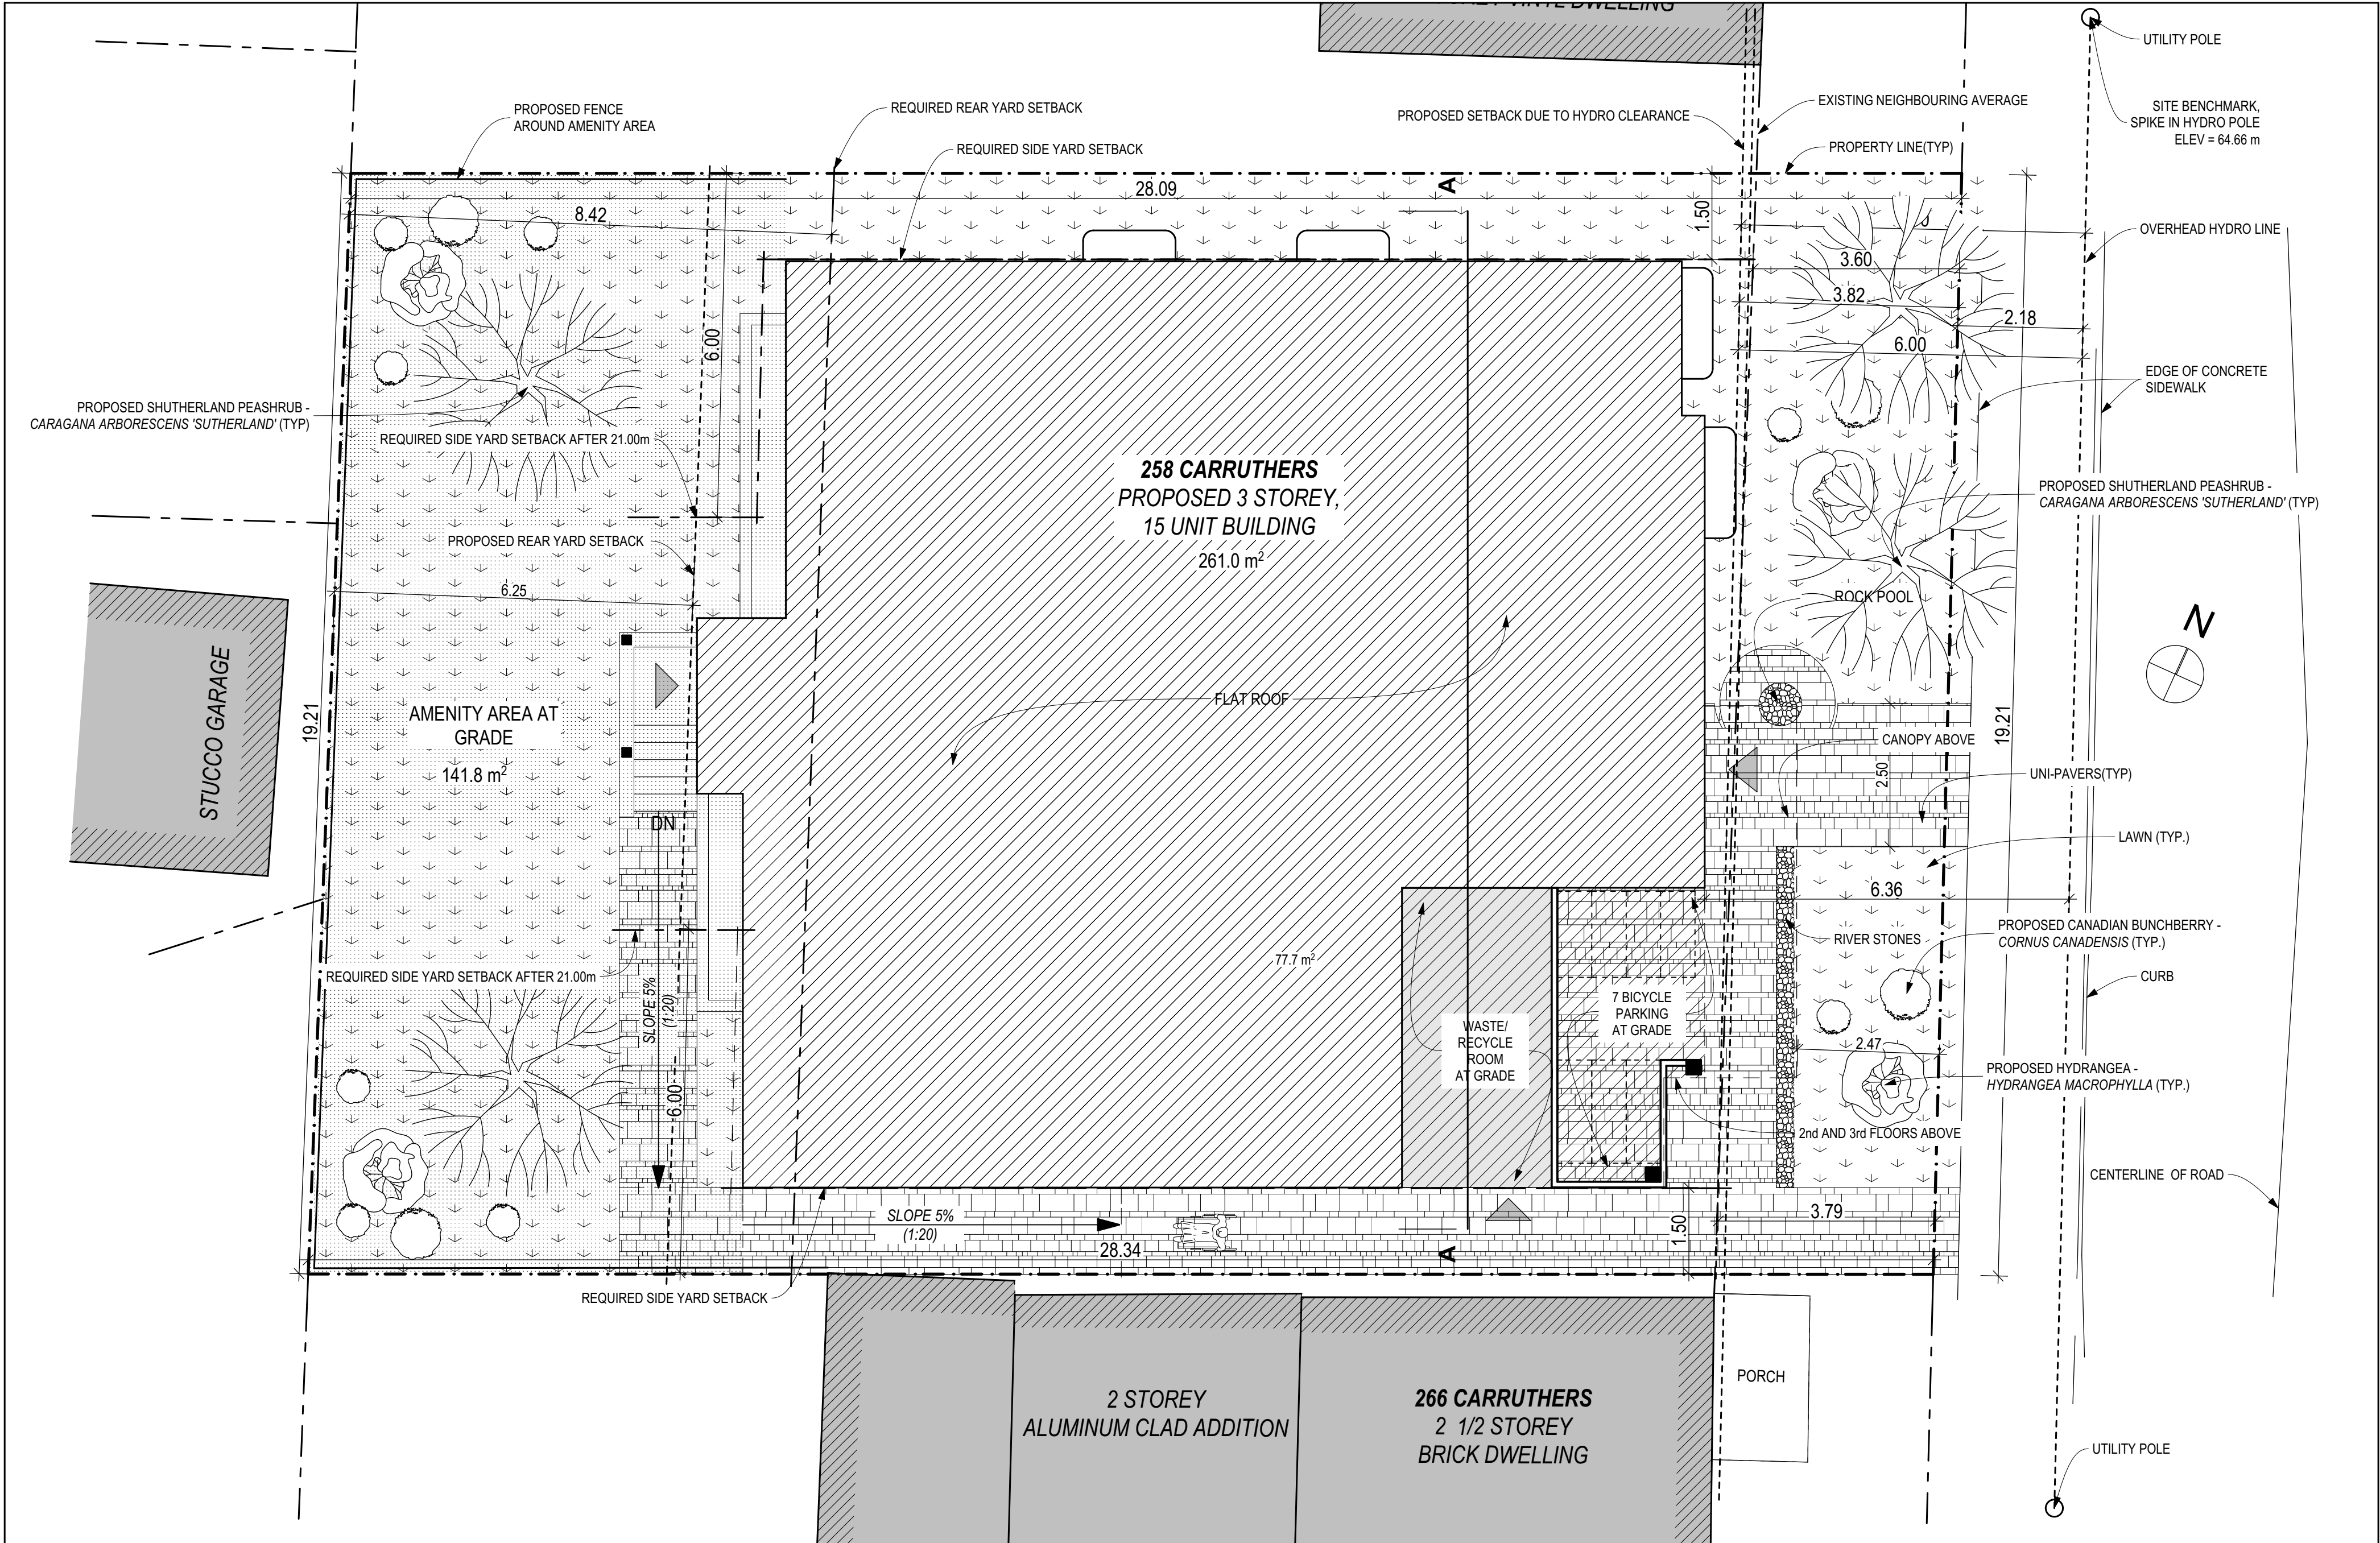 VINYL DWELLING
UTILITY POLE
PROPOSED FENCE
AROUND AMENITY AREA
REQUIRED REAR YARD SETBACK
REQUIRED SIDE YARD SETBACK
PROPOSED SETBACK DUE TO HYDRO CLEARANCE
EXISTING NEIGHBOURING AVERAGE
PROPERTY LINE(TYP)
SITE BENCHMARK,
SPIKE IN HYDRO POLE
ELEV = 64.66 m
28.09
8.42
A
1.50
OVERHEAD HYDRO LINE
3.60
3.82
2.18
6.00
6.00
EDGE OF CONCRETE
SIDEWALK
PROPOSED SHUTHERLAND PEASHRUB -
CARAGANA ARBORESCENS 'SUTHERLAND' (TYP)
REQUIRED SIDE YARD SETBACK AFTER 21.00m
258 CARRUTHERS
PROPOSED 3 STOREY,
15 UNIT BUILDING
261.0 m²
PROPOSED SHUTHERLAND PEASHRUB -
CARAGANA ARBORESCENS 'SUTHERLAND' (TYP)
PROPOSED REAR YARD SETBACK
6.25
ROCK POOL
N
STUCCO GARAGE
19.21
AMENITY AREA AT
GRADE
141.8 m²
FLAT ROOF
CANOPY ABOVE
19.21
2.50
UNI-PAVERS(TYP)
DN
LAWN (TYP.)
6.36
PROPOSED CANADIAN BUNCHBERRY -
CORNUS CANADENSIS (TYP.)
RIVER STONES
77.7 m²
REQUIRED SIDE YARD SETBACK AFTER 21.00m
CURB
SLOPE 5%
(1:20)
7 BICYCLE
PARKING
AT GRADE
WASTE/
RECYCLE
ROOM
AT GRADE
2.47
PROPOSED HYDRANGEA -
HYDRANGEA MACROPHYLLA (TYP.)
6.00
2nd AND 3rd FLOORS ABOVE
CENTERLINE OF ROAD
SLOPE 5%
(1:20)
28.34
A
1.50
3.79
REQUIRED SIDE YARD SETBACK
PORCH
2 STOREY
ALUMINUM CLAD ADDITION
266 CARRUTHERS
2 1/2 STOREY
BRICK DWELLING
UTILITY POLE